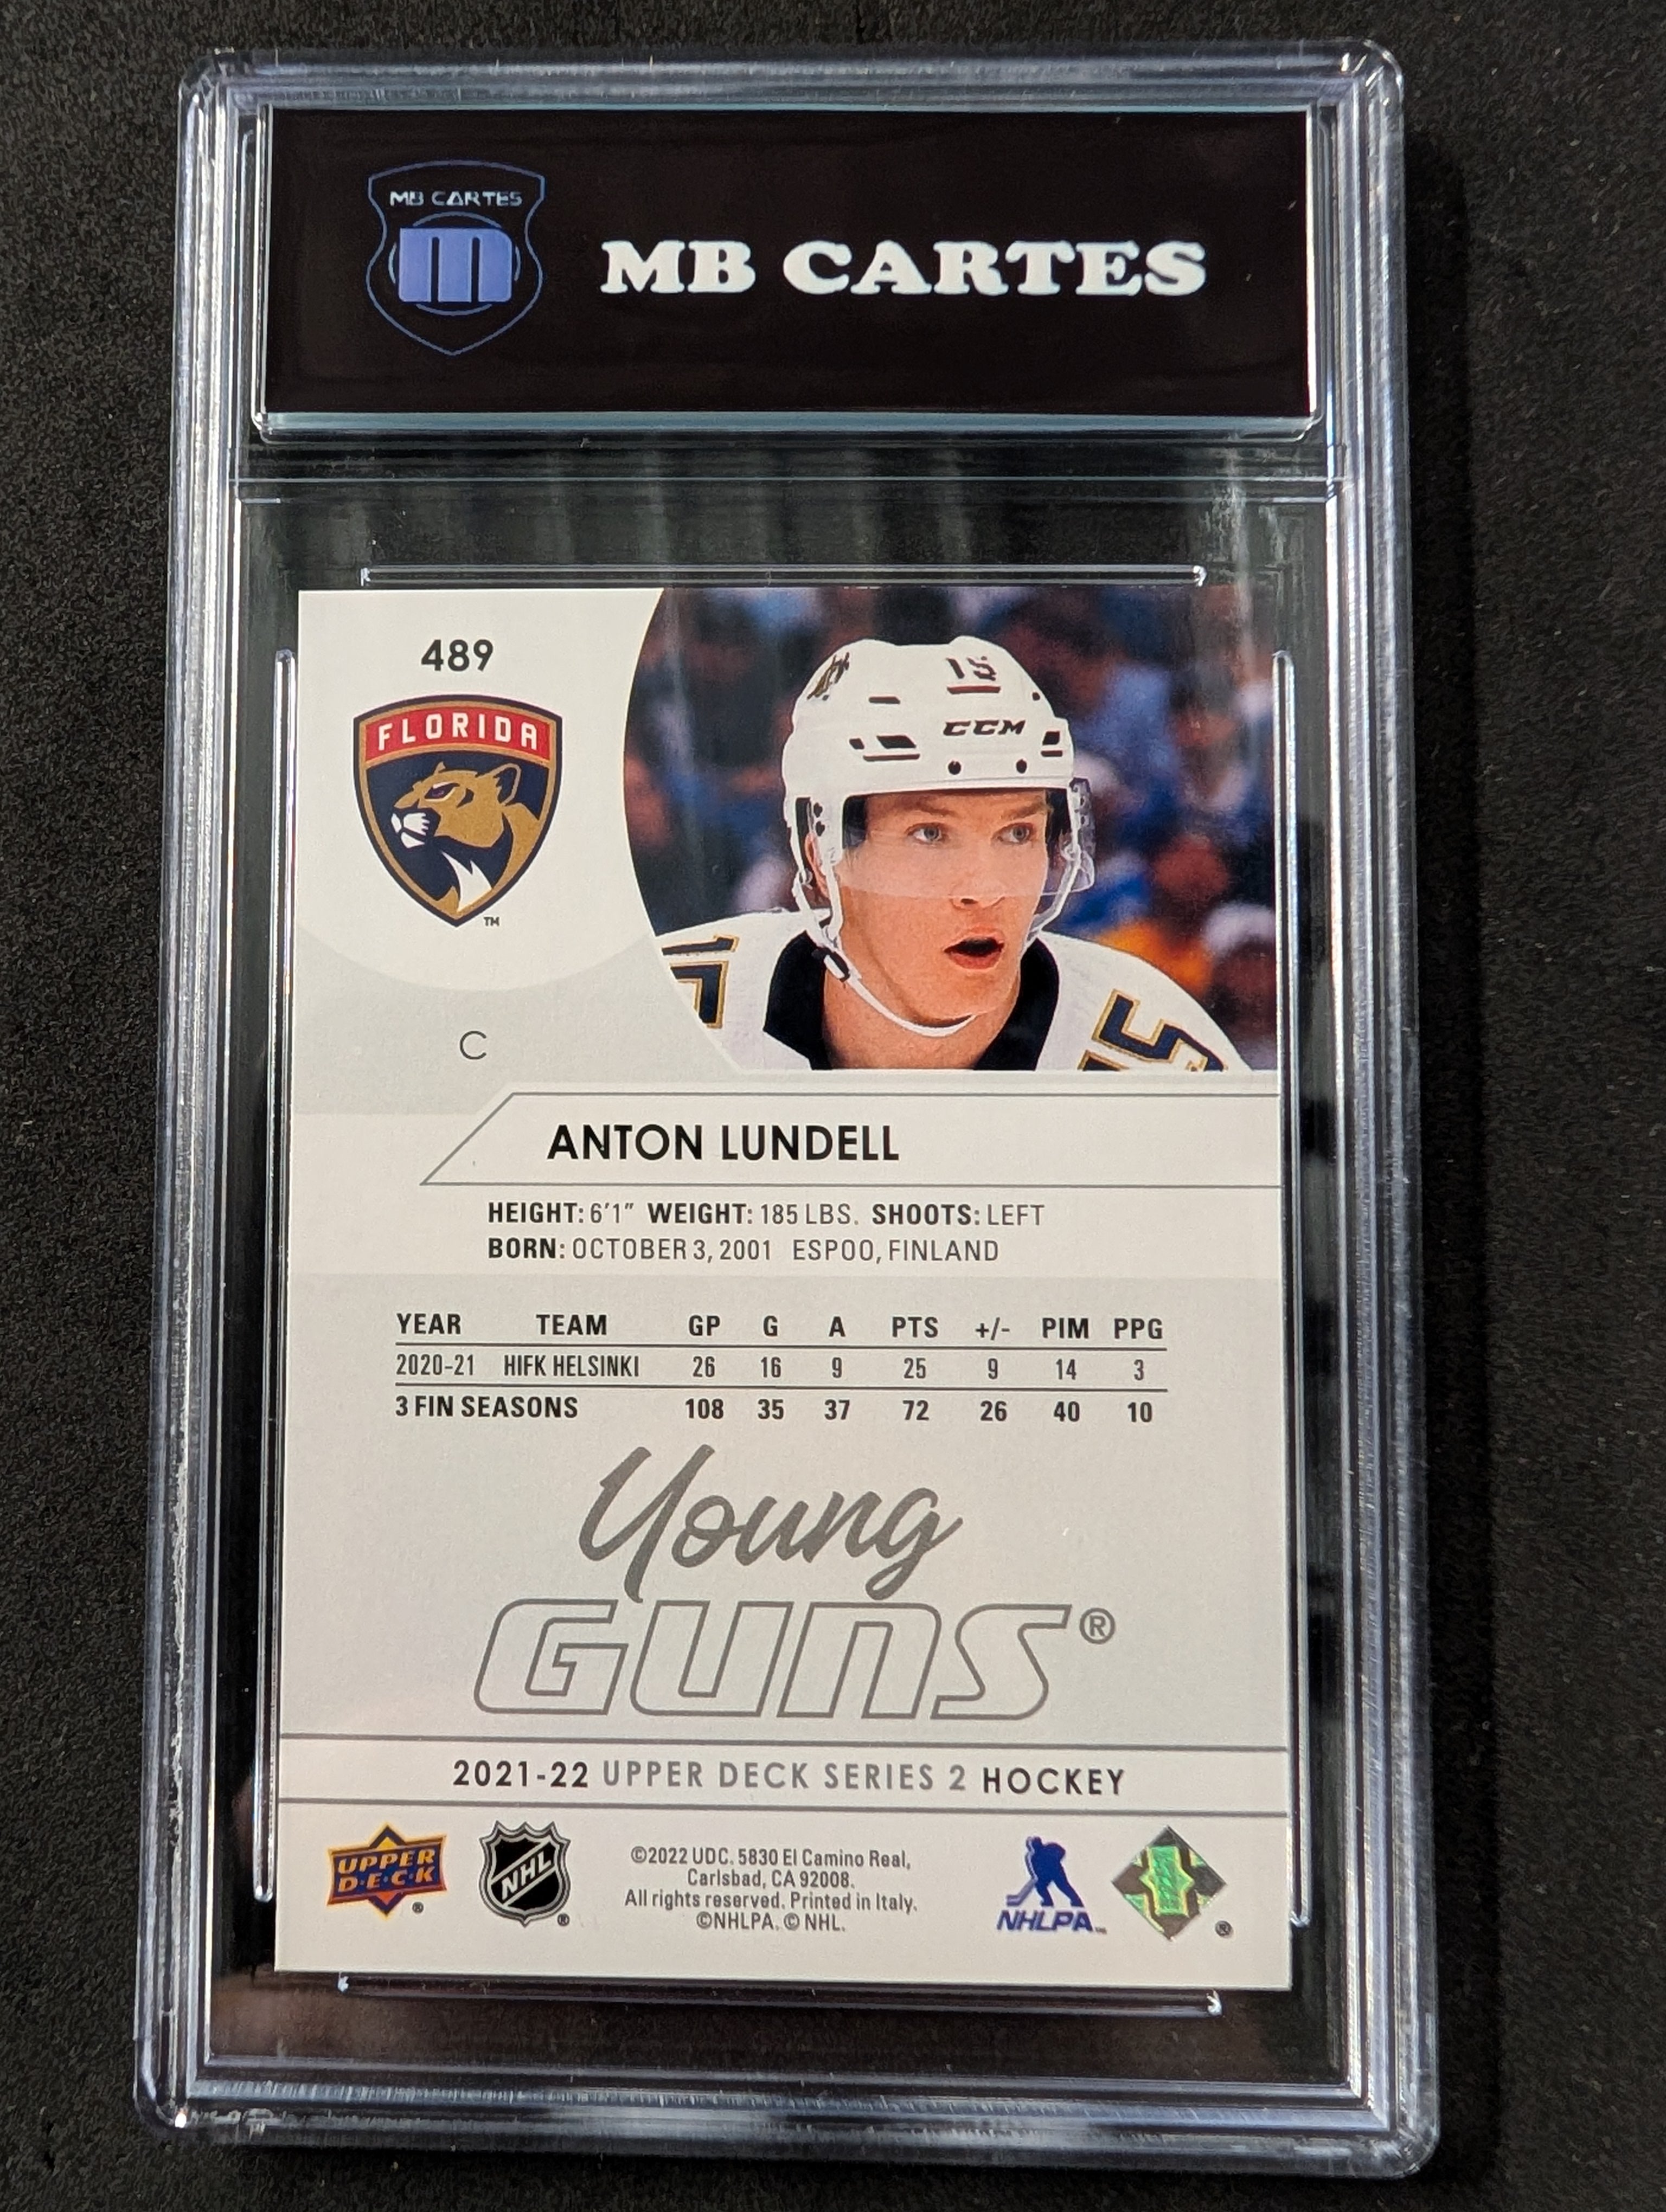 MB CARTES
MB CARTES
489
FLORIDA
TM
15
CCM
15
C
ANTON LUNDELL
HEIGHT: 6'1" WEIGHT: 185 LBS. SHOOTS: LEFT
BORN: OCTOBER 3, 2001 ESPOO, FINLAND
YEAR TEAM GP G A PTS +/- PIM PPG
2020-21 HIFK HELSINKI 26 16 9 25 9 14 3
3 FIN SEASONS 108 35 37 72 26 40 10
Young
GUNS®
2021-22 UPPER DECK SERIES 2 HOCKEY
UPPER
D·E·C·K
®
NHL
®
©2022 UDC. 5830 El Camino Real,
Carlsbad, CA 92008.
All rights reserved. Printed in Italy.
©NHLPA. © NHL.
NHLPA™
®